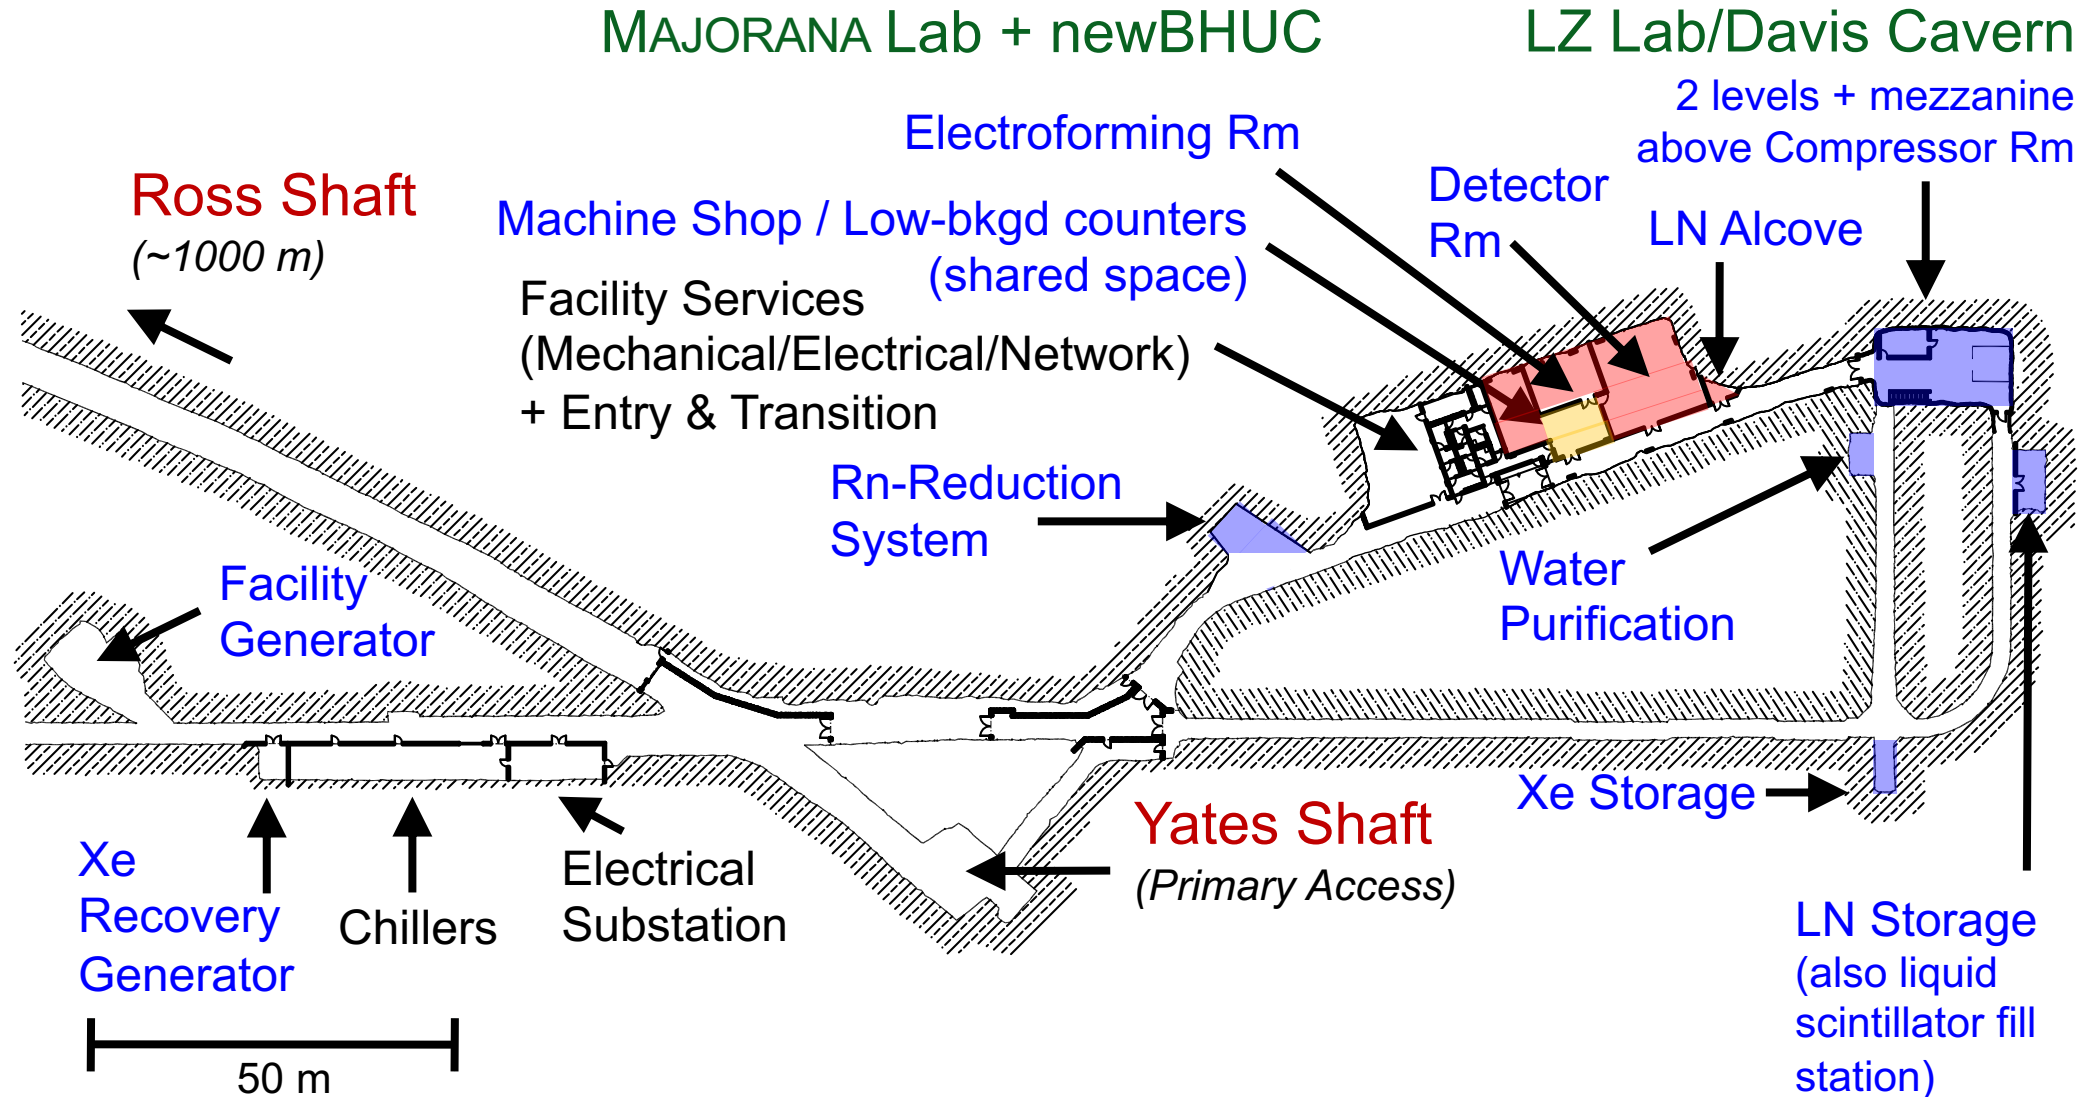 MAJORANA Lab + newBHUC
LZ Lab/Davis Cavern
2 levels + mezzanine
above Compressor Rm
Electroforming Rm
Detector
Rm
LN Alcove
Ross Shaft
(~1000 m)
Machine Shop / Low-bkgd counters
(shared space)
Facility Services
(Mechanical/Electrical/Network)
+ Entry & Transition
Rn-Reduction
System
Water
Purification
Facility
Generator
Xe Storage
Yates Shaft
(Primary Access)
Xe
Recovery
Generator
Chillers
Electrical
Substation
LN Storage
(also liquid
scintillator fill
station)
50 m